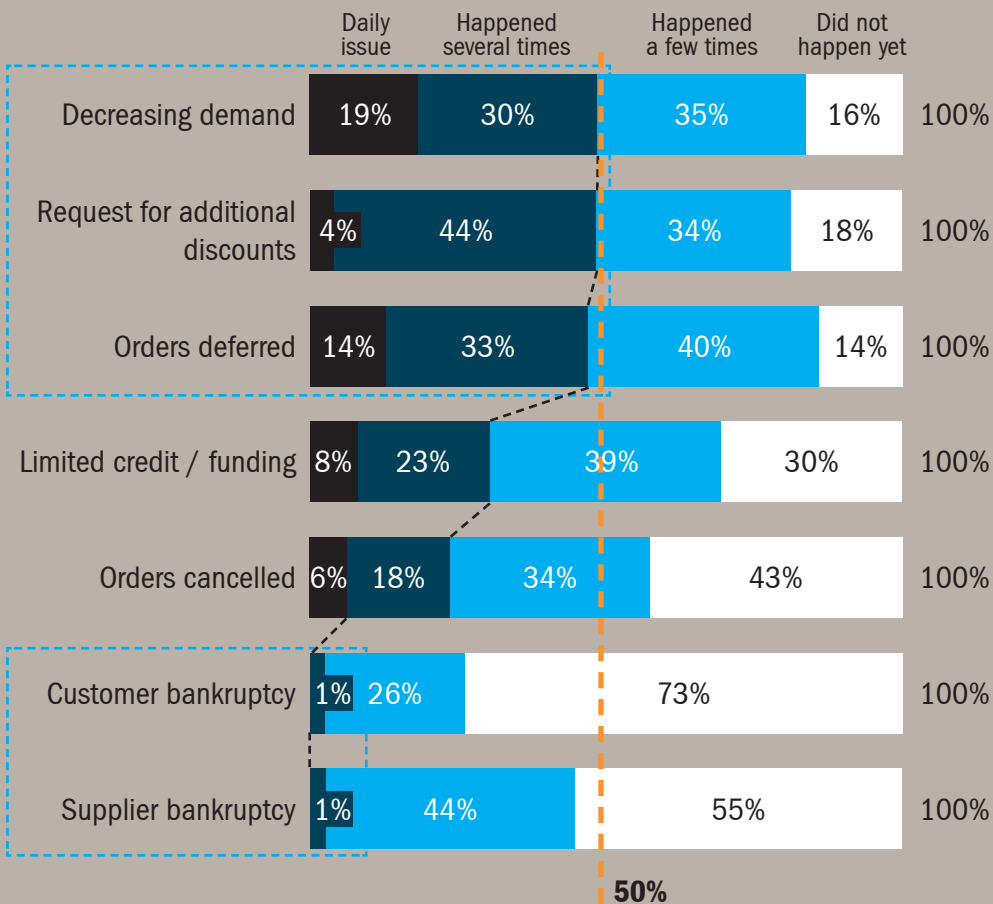 Daily issue
Happened several times
Happened a few times
Did not happen yet
Decreasing demand 19% 30% 35% 16% 100%
Request for additional
discounts 4% 44% 34% 18% 100%
Orders deferred 14% 33% 40% 14% 100%
Limited credit / funding 8% 23% 39% 30% 100%
Orders cancelled 6% 18% 34% 43% 100%
Customer bankruptcy 1% 26% 73% 100%
Supplier bankruptcy 1% 44% 55% 100%
50%